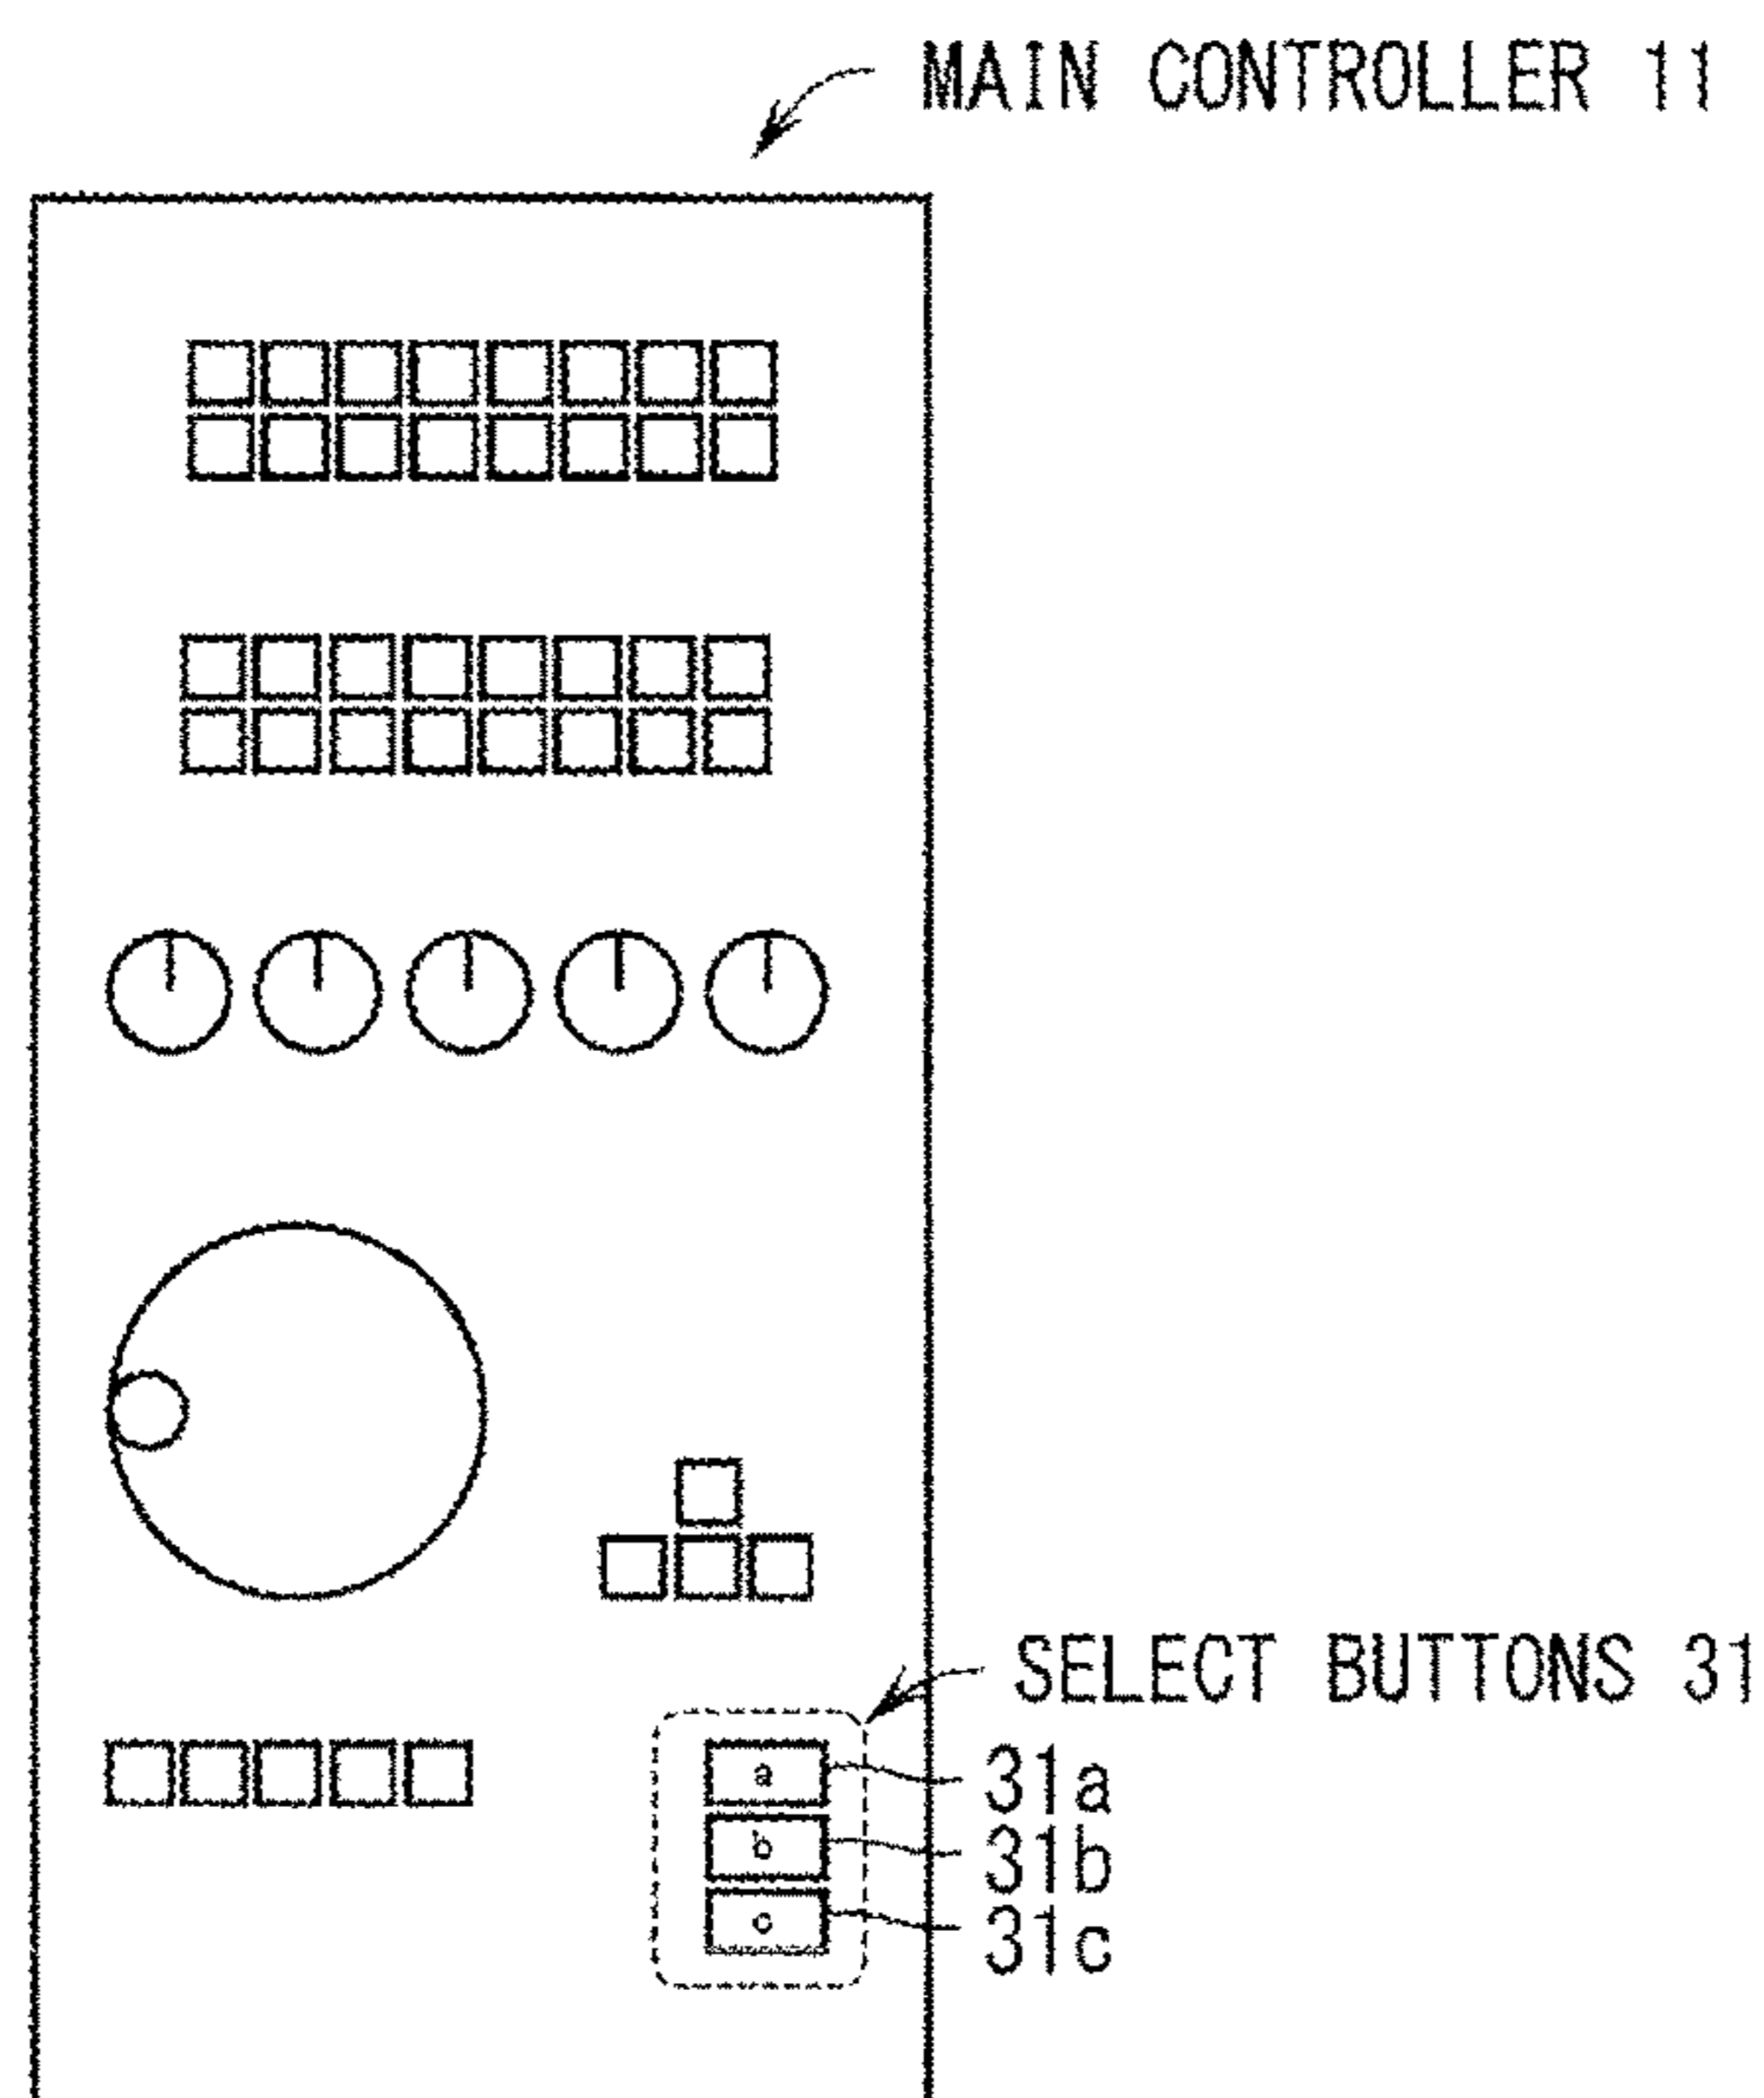 MAIN CONTROLLER 11
SELECT BUTTONS 31
a 31a
b 31b
c 31c